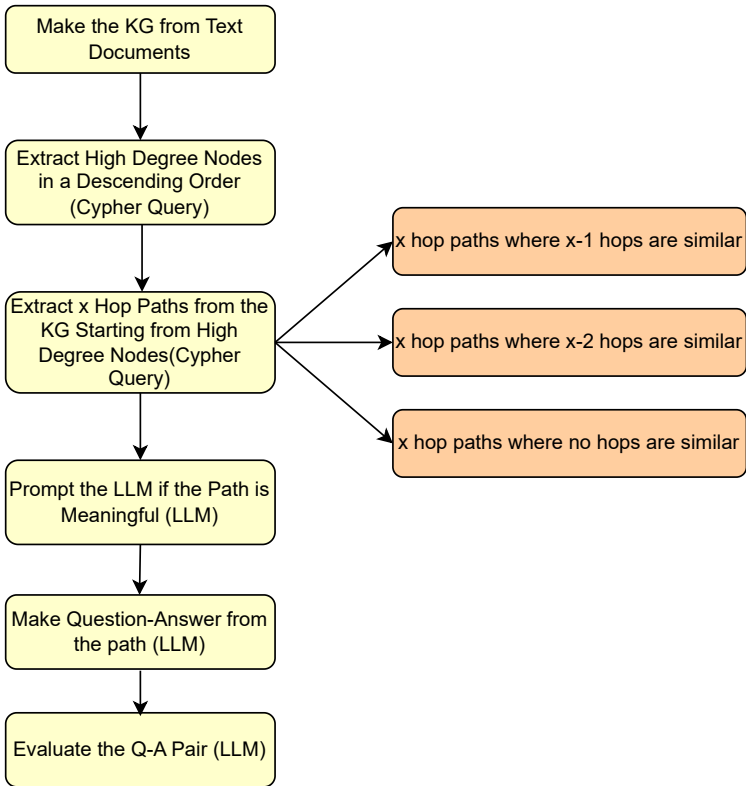 Make the KG from Text
Documents
Extract High Degree Nodes
in a Descending Order
(Cypher Query)
Extract x Hop Paths from the
KG Starting from High
Degree Nodes(Cypher
Query)
x hop paths where x-1 hops are similar
x hop paths where x-2 hops are similar
x hop paths where no hops are similar
Prompt the LLM if the Path is
Meaningful (LLM)
Make Question-Answer from
the path (LLM)
Evaluate the Q-A Pair (LLM)